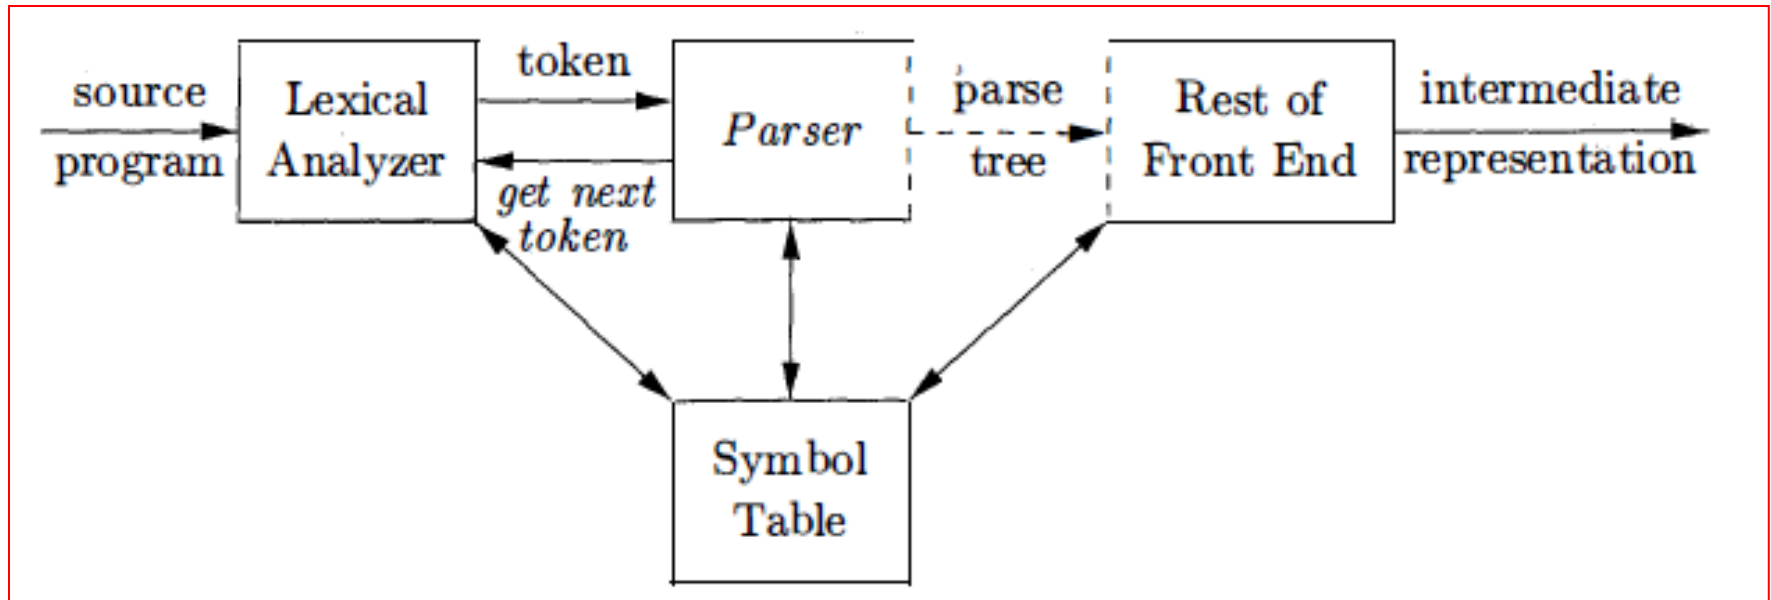 source
program
Lexical
Analyzer
token
get next
token
Parser
parse
tree
Rest of
Front End
intermediate
representation
Symbol
Table